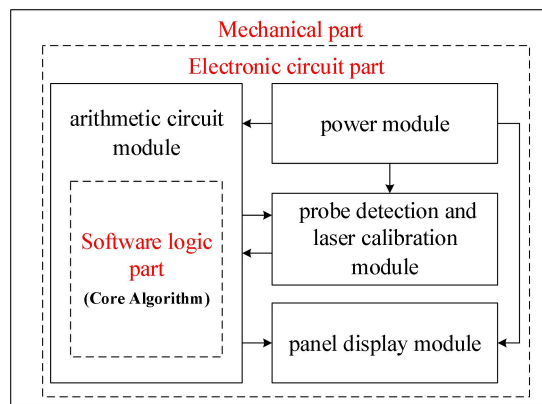 Mechanical part
Electronic circuit part
arithmetic circuit
module
Software logic
part
(Core Algorithm)
power module
probe detection and
laser calibration
module
panel display module